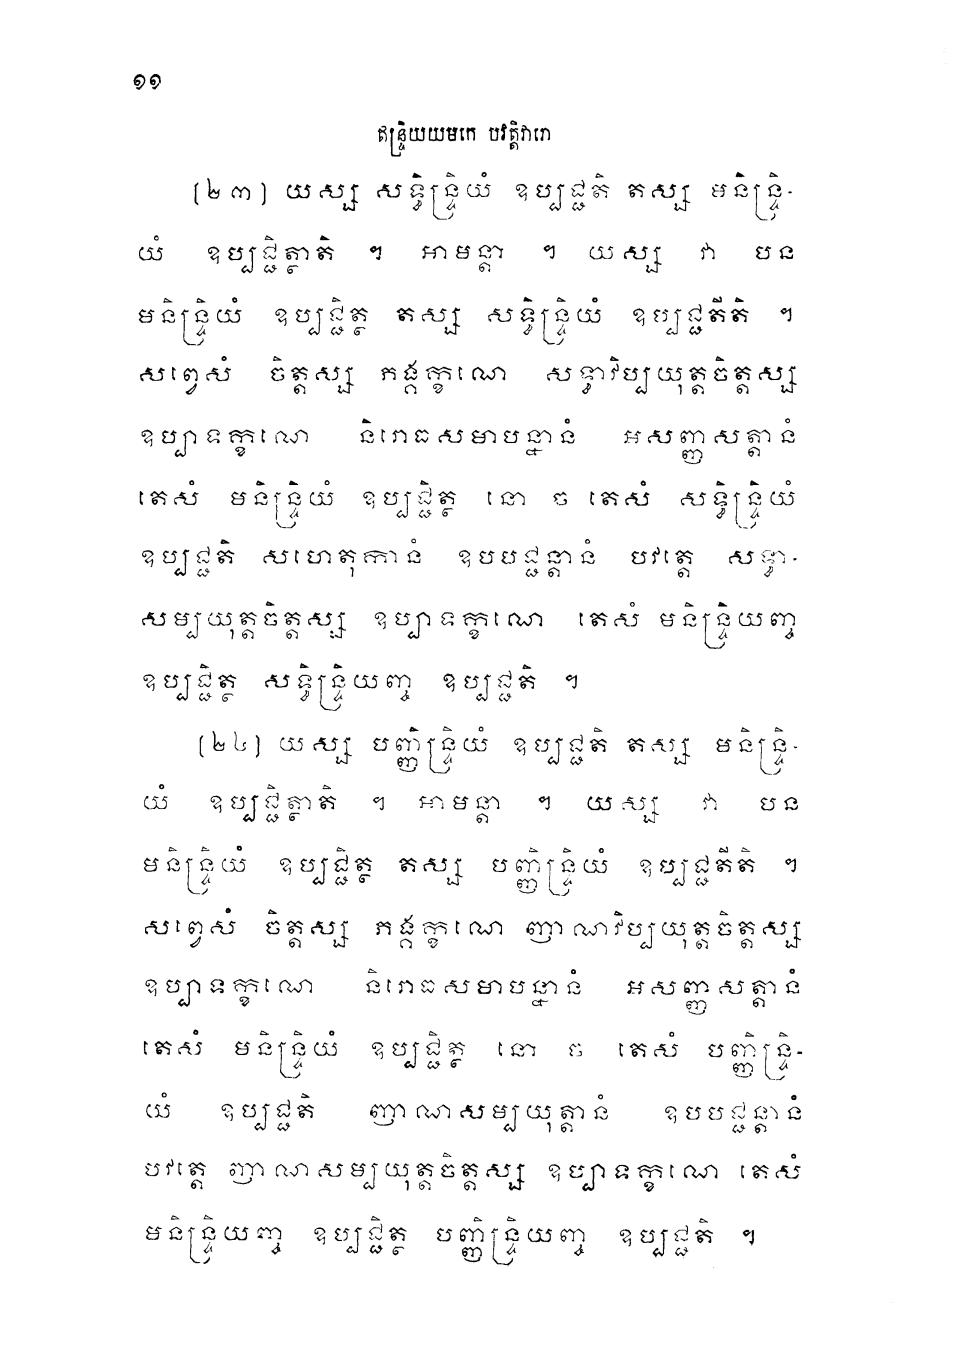 ១១
ឥន្ទ្រិយយមកេ បវត្តិវារោ
(២៣) យស្ស សទ្ធិន្ទ្រិយំ ឧប្បជ្ជតិ តស្ស មនិន្ទ្រិ-
យំ ឧប្បជ្ជិត្ថាតិ ។ អាមន្តា ។ យស្ស វា បន
មនិន្ទ្រិយំ ឧប្បជ្ជិត្ថ តស្ស សទ្ធិន្ទ្រិយំ ឧប្បជ្ជតីតិ ។
សព្វេសំ ចិត្តស្ស ភង្គក្ខណេ សទ្ធាវិប្បយុត្តចិត្តស្ស
ឧប្បាទក្ខណេ និរោធសមាបន្នានំ អសញ្ញសត្តានំ
តេសំ មនិន្ទ្រិយំ ឧប្បជ្ជិត្ថ នោ ច តេសំ សទ្ធិន្ទ្រិយំ
ឧប្បជ្ជតិ សហេតុកានំ ឧបបជ្ជន្តានំ បវត្តេ សទ្ធា-
សម្បយុត្តចិត្តស្ស ឧប្បាទក្ខណេ តេសំ មនិន្ទ្រិយញ្ច
ឧប្បជ្ជិត្ថ សទ្ធិន្ទ្រិយញ្ច ឧប្បជ្ជតិ ។
(២៤) យស្ស បញ្ញិន្ទ្រិយំ ឧប្បជ្ជតិ តស្ស មនិន្ទ្រិ-
យំ ឧប្បជ្ជិត្ថាតិ ។ អាមន្តា ។ យស្ស វា បន
មនិន្ទ្រិយំ ឧប្បជ្ជិត្ថ តស្ស បញ្ញិន្ទ្រិយំ ឧប្បជ្ជតីតិ ។
សព្វេសំ ចិត្តស្ស ភង្គក្ខណេ ញាណវិប្បយុត្តចិត្តស្ស
ឧប្បាទក្ខណេ និរោធសមាបន្នានំ អសញ្ញសត្តានំ
តេសំ មនិន្ទ្រិយំ ឧប្បជ្ជិត្ថ នោ ច តេសំ បញ្ញិន្ទ្រិ-
យំ ឧប្បជ្ជតិ ញាណសម្បយុត្តានំ ឧបបជ្ជន្តានំ
បវត្តេ ញាណសម្បយុត្តចិត្តស្ស ឧប្បាទក្ខណេ តេសំ
មនិន្ទ្រិយញ្ច ឧប្បជ្ជិត្ថ បញ្ញិន្ទ្រិយញ្ច ឧប្បជ្ជតិ ។